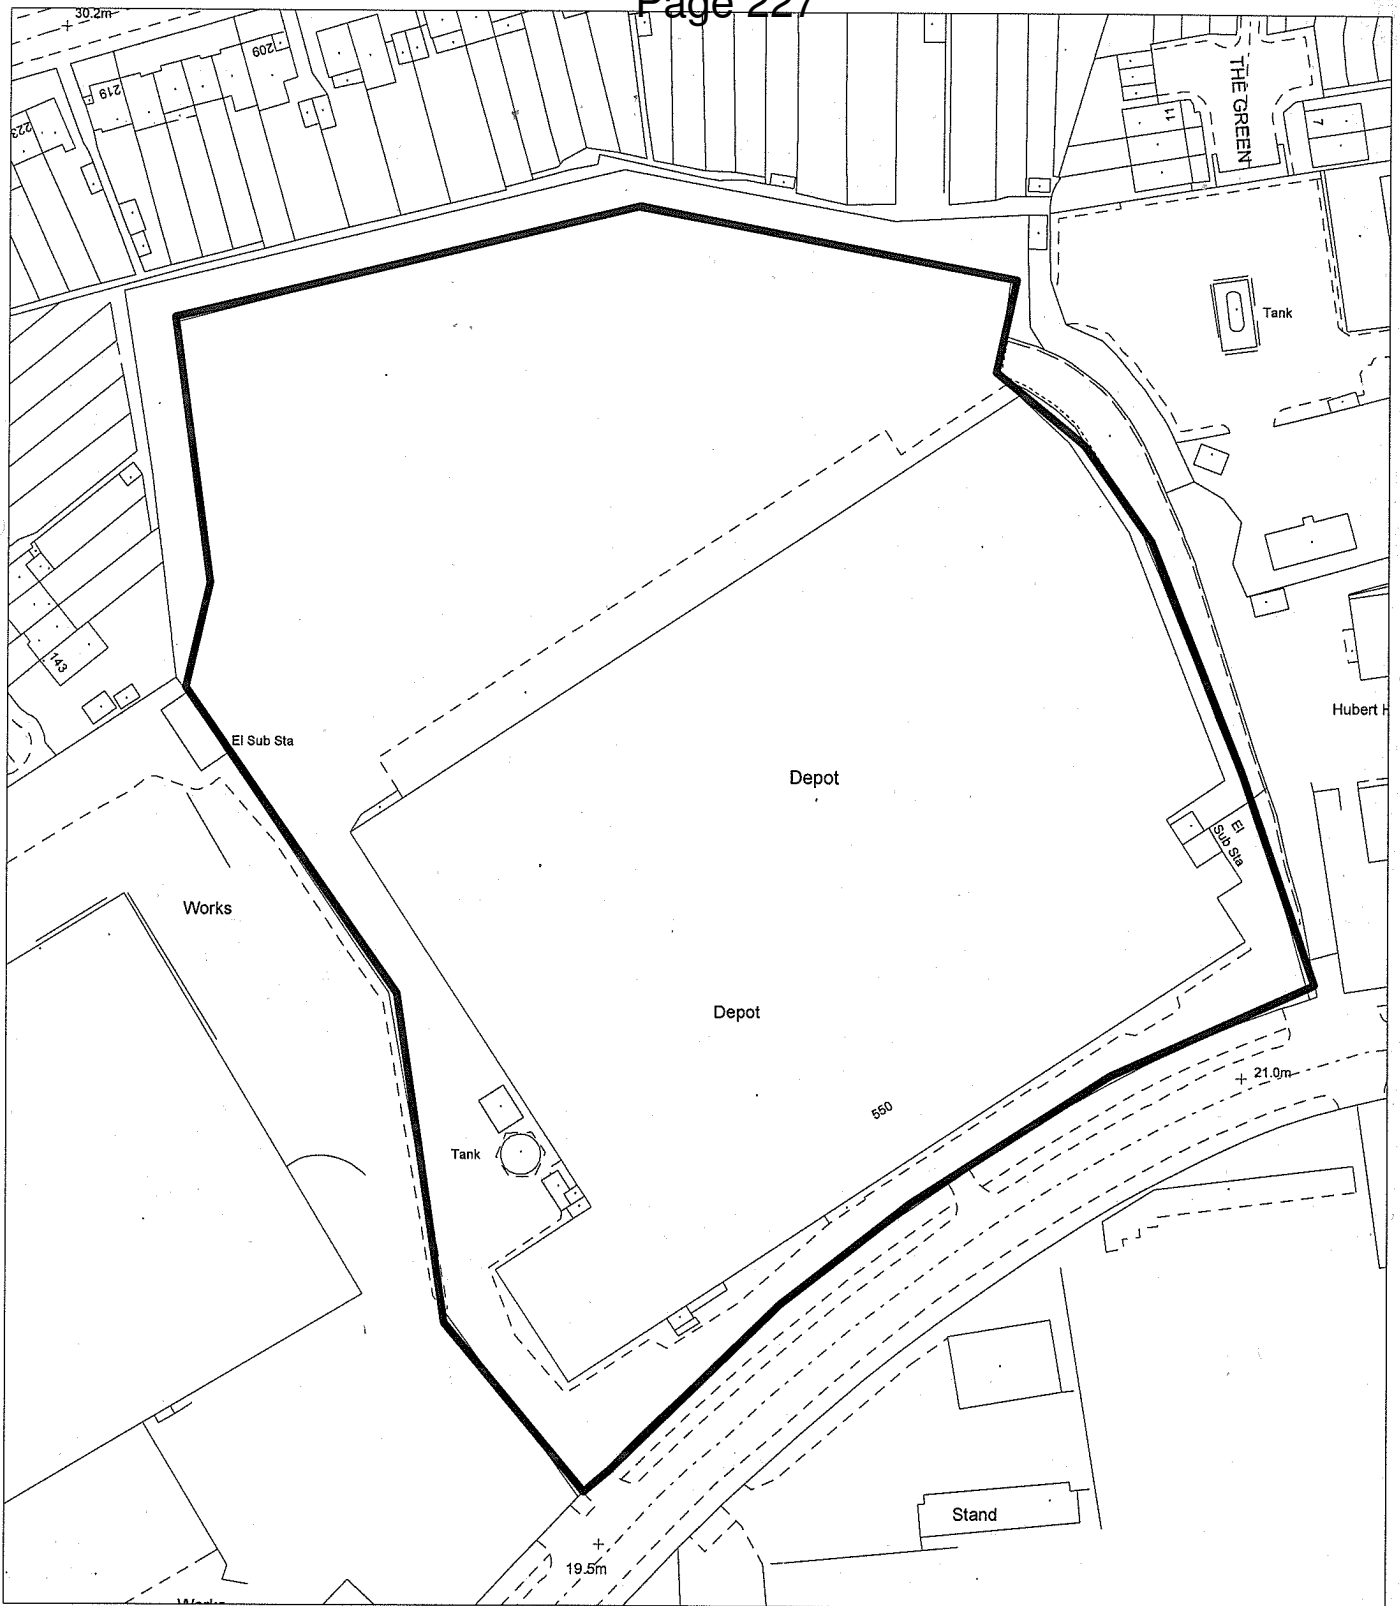 Page 227
30.2m
209
219
223
THE GREEN
11
7
Tank
143
El Sub Sta
Hubert H
Depot
El
Sub Sta
Works
Depot
550
21.0m
Tank
Stand
19.5m
Works